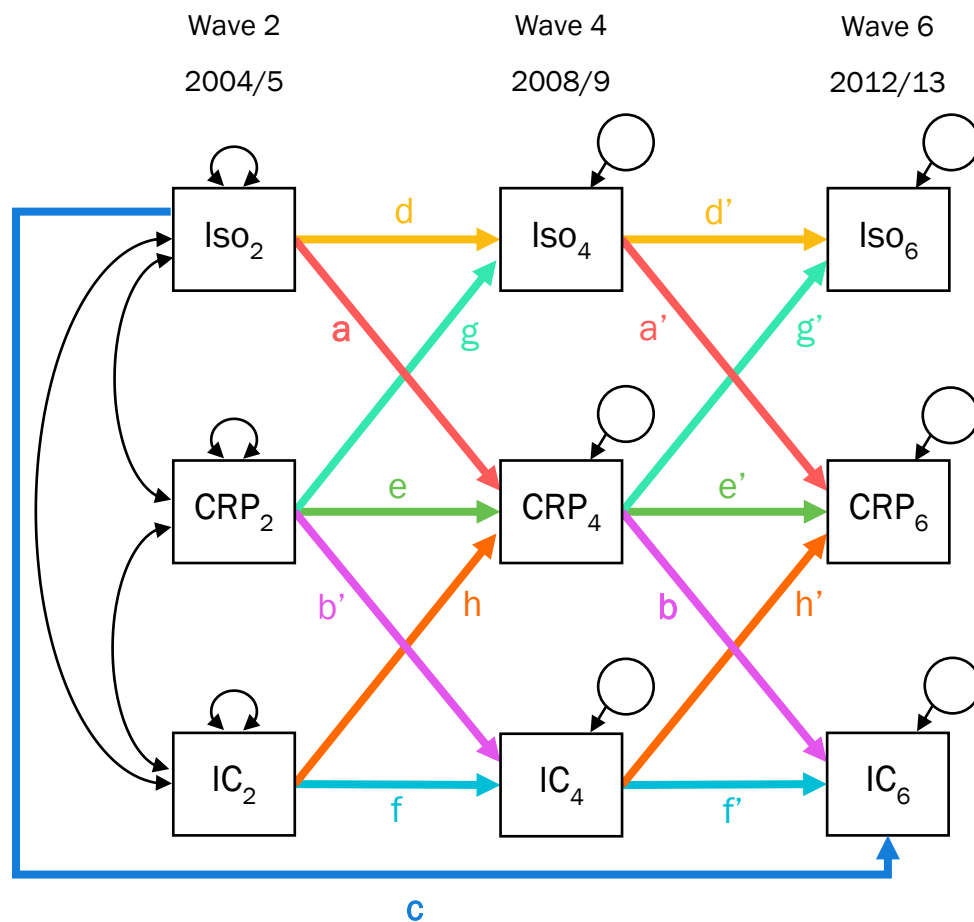 Wave 2 Wave 4 Wave 6
2004/5 2008/9 2012/13
Iso₂ d Iso₄ d’ Iso₆
a g a’ g’
CRP₂ e CRP₄ e’ CRP₆
b’ h b h’
IC₂ f IC₄ f’ IC₆
c